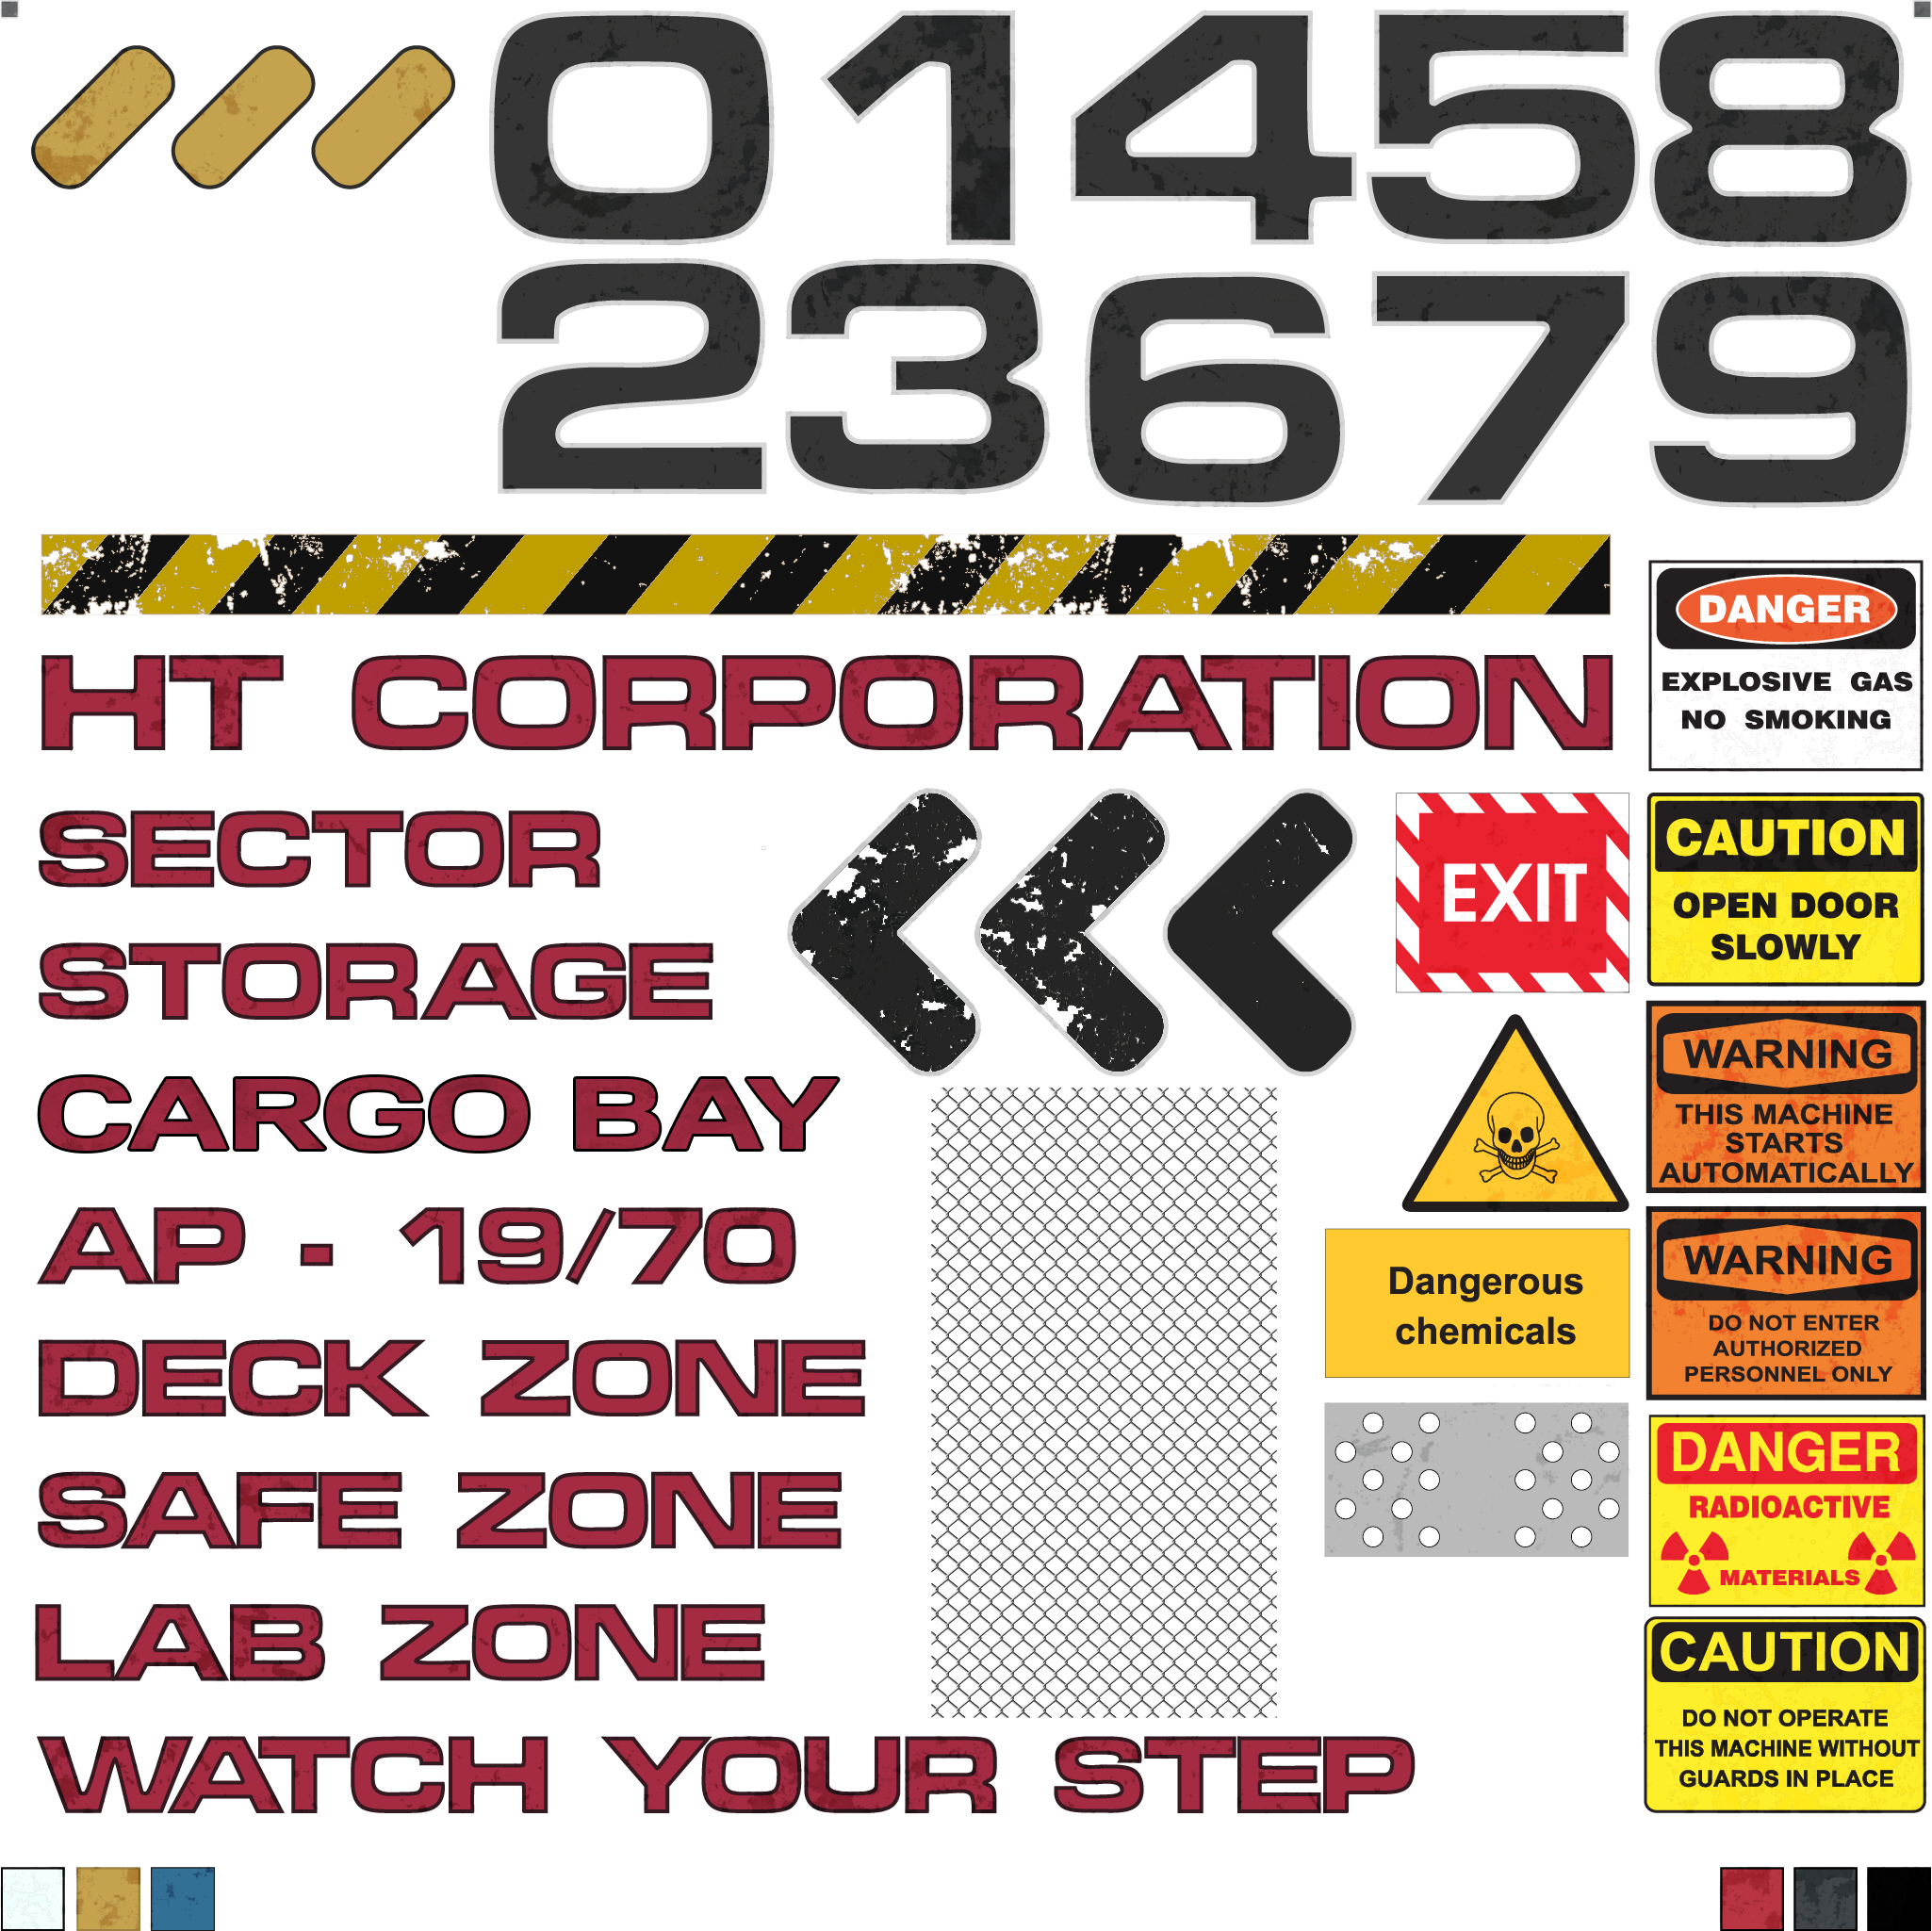 01458
23679
HT CORPORATION
SECTOR
STORAGE
CARGO BAY
AP - 19/70
DECK ZONE
SAFE ZONE
LAB ZONE
WATCH YOUR STEP
EXIT
Dangerous
chemicals
DANGER
EXPLOSIVE GAS
NO SMOKING
CAUTION
OPEN DOOR
SLOWLY
WARNING
THIS MACHINE
STARTS
AUTOMATICALLY
WARNING
DO NOT ENTER
AUTHORIZED
PERSONNEL ONLY
DANGER
RADIOACTIVE
MATERIALS
CAUTION
DO NOT OPERATE
THIS MACHINE WITHOUT
GUARDS IN PLACE